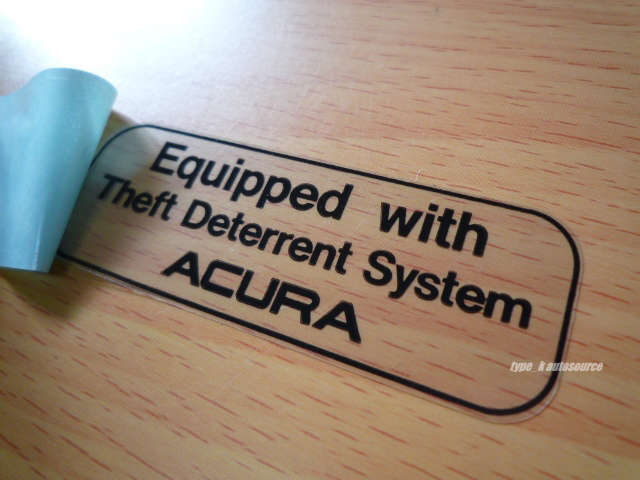 Equipped with
Theft Deterrent System
ACURA
type_k autosource